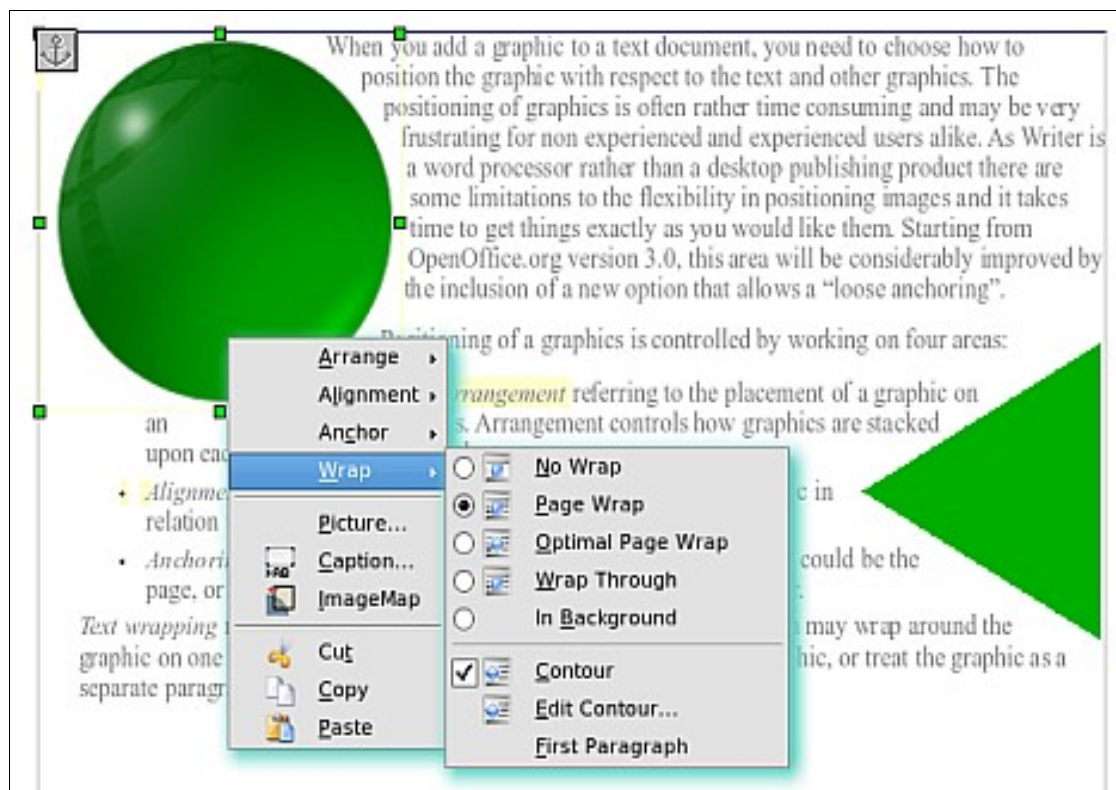 When you add a graphic to a text document, you need to choose how to
position the graphic with respect to the text and other graphics. The
positioning of graphics is often rather time consuming and may be very
frustrating for non experienced and experienced users alike. As Writer is
a word processor rather than a desktop publishing product there are
some limitations to the flexibility in positioning images and it takes
time to get things exactly as you would like them. Starting from
OpenOffice.org version 3.0, this area will be considerably improved by
the inclusion of a new option that allows a “loose anchoring”.
Positioning of a graphics is controlled by working on four areas:
referring to the placement of a graphic on
an
Arrangement controls how graphics are stacked
upon
relation
in
could be the
page, or
Text wrapping
may wrap around the
graphic on one
or treat the graphic as a
separate
Arrange
Alignment
Anchor
Wrap
Picture...
Caption...
ImageMap
Cut
Copy
Paste
No Wrap
Page Wrap
Optimal Page Wrap
Wrap Through
In Background
Contour
Edit Contour...
First Paragraph